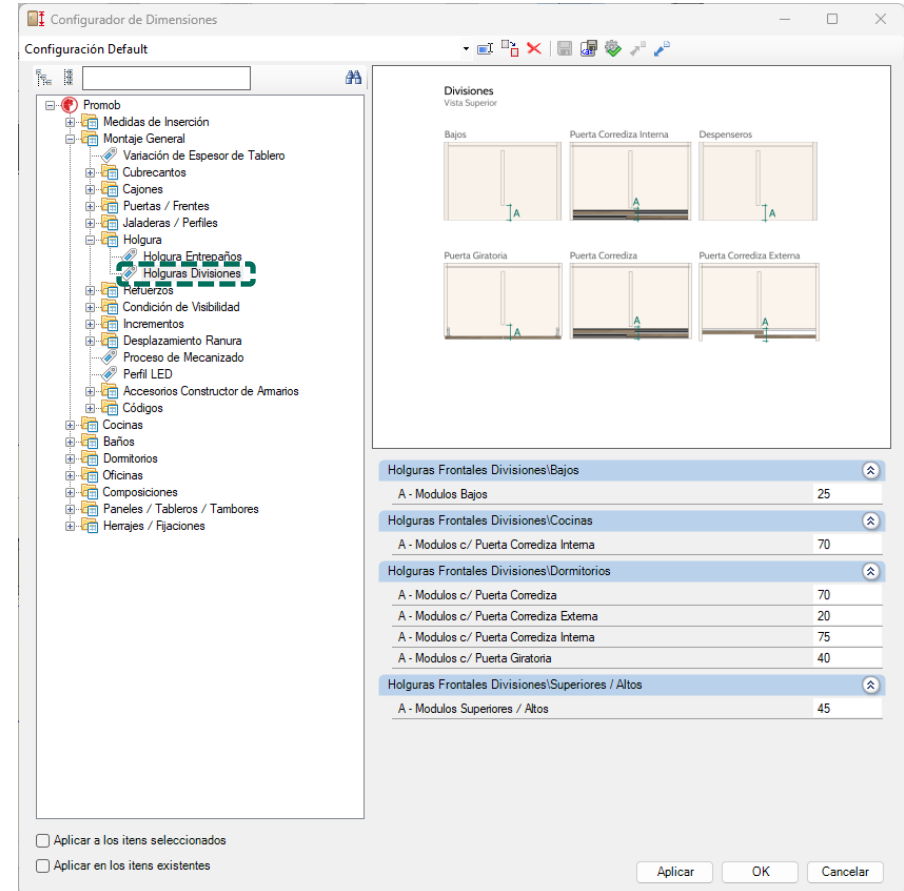 Configurador de Dimensiones
Configuración Default
Promob
Medidas de Inserción
Montaje General
Variación de Espesor de Tablero
Cubrecantos
Cajones
Puertas / Frentes
Jaladeras / Perfiles
Holgura
Holgura Entrepaños
Holguras Divisiones
Refuerzos
Condición de Visibilidad
Incrementos
Desplazamiento Ranura
Proceso de Mecanizado
Perfil LED
Accesorios Constructor de Armarios
Códigos
Cocinas
Baños
Dormitorios
Oficinas
Composiciones
Paneles / Tableros / Tambores
Herrajes / Fijaciones
Divisiones
Vista Superior
Bajos Puerta Corrediza Interna Despenseros
A A A
Puerta Giratoria Puerta Corrediza Puerta Corrediza Externa
A A A
Holguras Frontales Divisiones\Bajos
A - Modulos Bajos 25
Holguras Frontales Divisiones\Cocinas
A - Modulos c/ Puerta Corrediza Interna 70
Holguras Frontales Divisiones\Dormitorios
A - Modulos c/ Puerta Corrediza 70
A - Modulos c/ Puerta Corrediza Externa 20
A - Modulos c/ Puerta Corrediza Interna 75
A - Modulos c/ Puerta Giratoria 40
Holguras Frontales Divisiones\Superiores / Altos
A - Modulos Superiores / Altos 45
Aplicar a los itens seleccionados
Aplicar en los itens existentes
Aplicar OK Cancelar